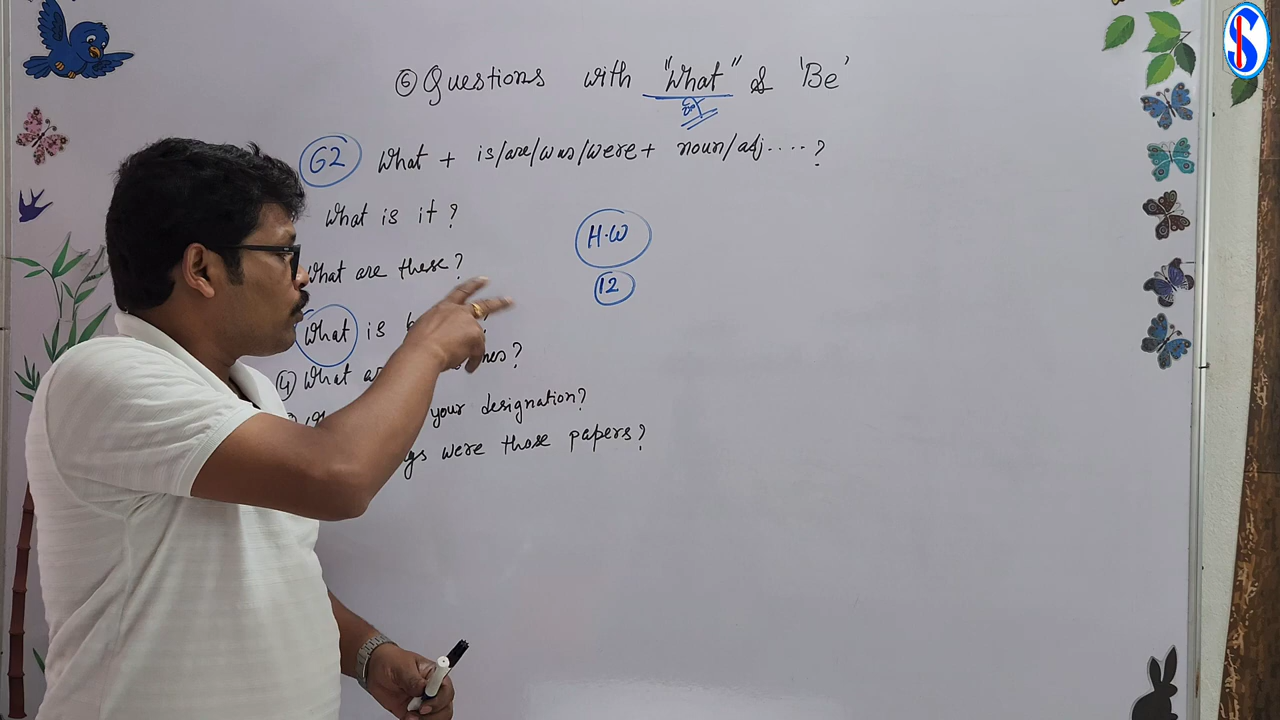 ⑥ Questions with "What" & 'Be'
G2 What + is/are/was/were + noun/adj....?
What is it?
H.W
What are these?
12
What is
④ What
your designation?
were those papers?
S